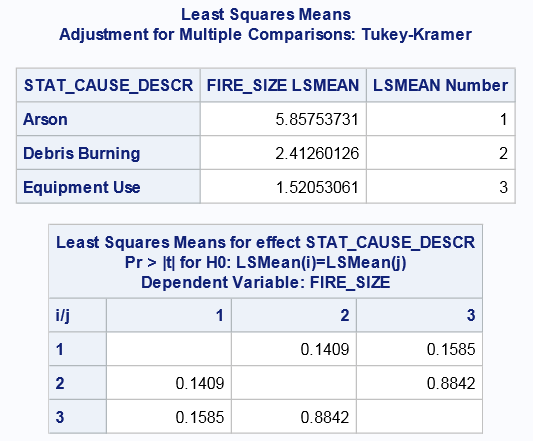 Least Squares Means
Adjustment for Multiple Comparisons: Tukey-Kramer
STAT_CAUSE_DESCR FIRE_SIZE LSMEAN LSMEAN Number
Arson 5.85753731 1
Debris Burning 2.41260126 2
Equipment Use 1.52053061 3
Least Squares Means for effect STAT_CAUSE_DESCR
Pr > |t| for H0: LSMean(i)=LSMean(j)
Dependent Variable: FIRE_SIZE
i/j 1 2 3
1 0.1409 0.1585
2 0.1409 0.8842
3 0.1585 0.8842